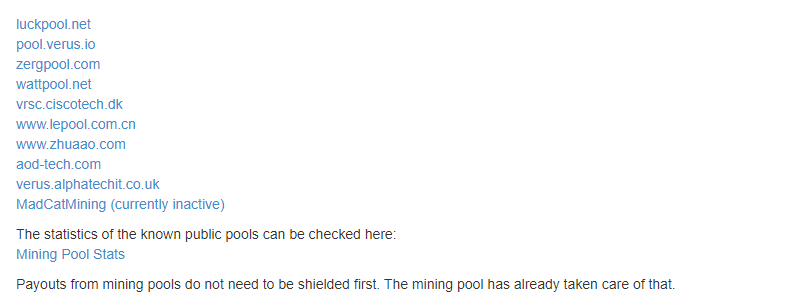 luckpool.net
pool.verus.io
zergpool.com
wattpool.net
vrsc.ciscotech.dk
www.lepool.com.cn
www.zhuaao.com
aod-tech.com
verus.alphatechit.co.uk
MadCatMining (currently inactive)
The statistics of the known public pools can be checked here:
Mining Pool Stats
Payouts from mining pools do not need to be shielded first. The mining pool has already taken care of that.